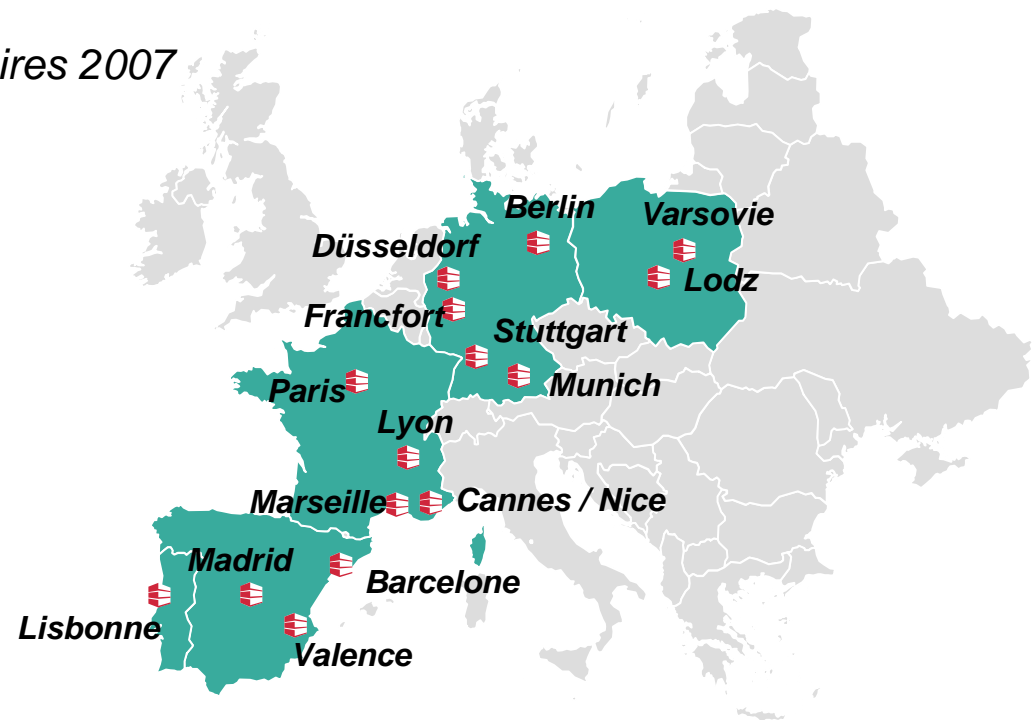 ires 2007
Berlin
Varsovie
Düsseldorf
Lodz
Francfort
Stuttgart
Paris
Munich
Lyon
Marseille
Cannes / Nice
Madrid
Barcelone
Lisbonne
Valence